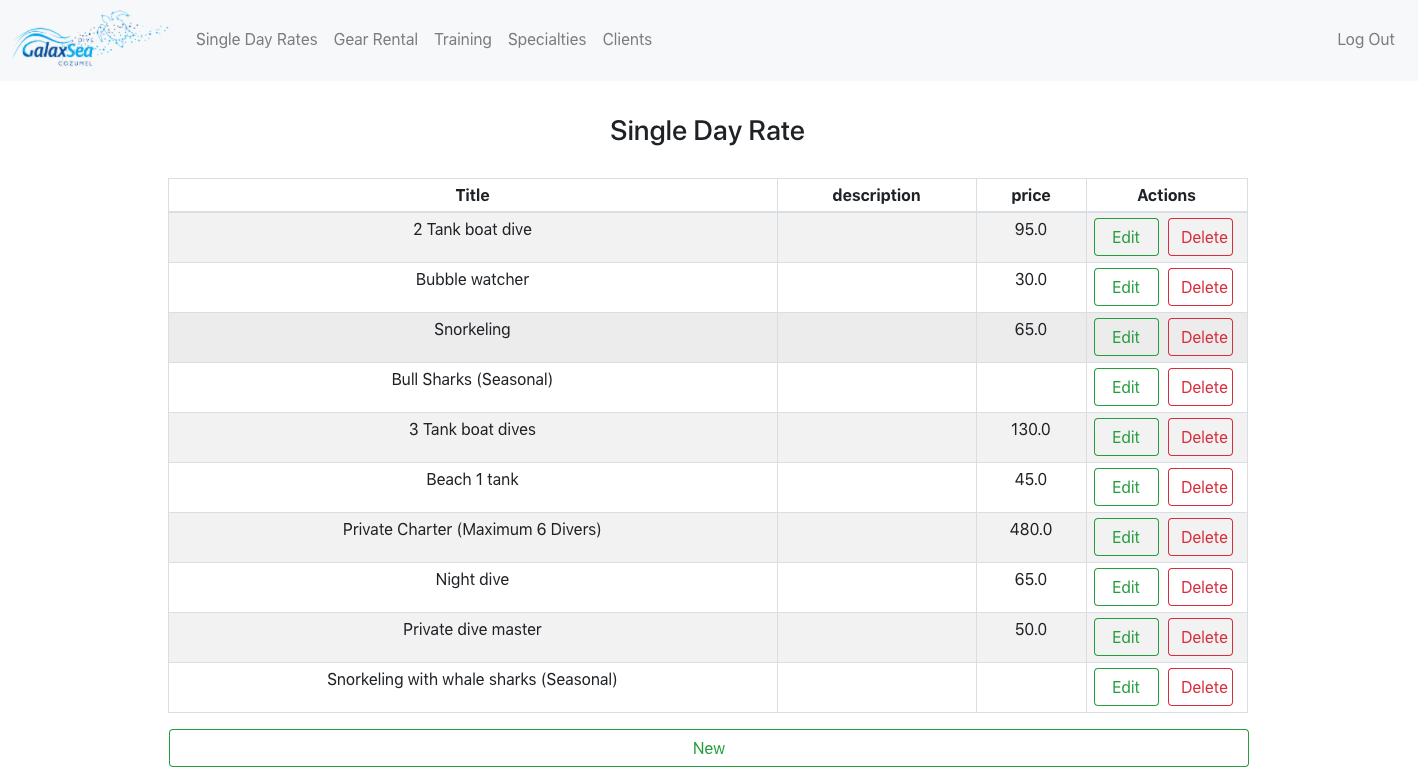 DIVE
GalaxSea
COZUMEL
Single Day Rates Gear Rental Training Specialties Clients Log Out
Single Day Rate
Title description price Actions
2 Tank boat dive 95.0 Edit Delete
Bubble watcher 30.0 Edit Delete
Snorkeling 65.0 Edit Delete
Bull Sharks (Seasonal) Edit Delete
3 Tank boat dives 130.0 Edit Delete
Beach 1 tank 45.0 Edit Delete
Private Charter (Maximum 6 Divers) 480.0 Edit Delete
Night dive 65.0 Edit Delete
Private dive master 50.0 Edit Delete
Snorkeling with whale sharks (Seasonal) Edit Delete
New